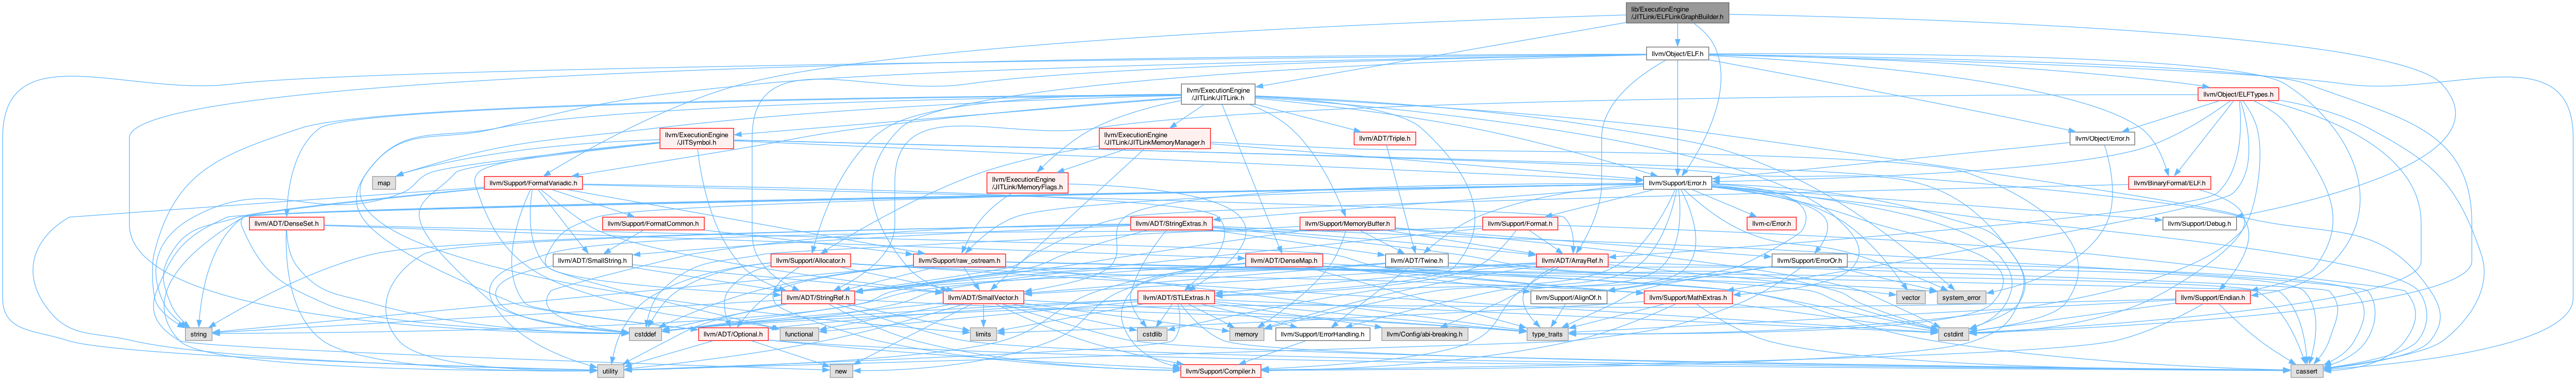 lib/ExecutionEngine
/JITLink/ELFLinkGraphBuilder.h
llvm/Object/ELF.h
llvm/ExecutionEngine
/JITLink/JITLink.h
llvm/Object/ELFTypes.h
llvm/ExecutionEngine
/JITSymbol.h
llvm/ExecutionEngine
/JITLink/JITLinkMemoryManager.h
llvm/ADT/Triple.h
llvm/Object/Error.h
map
llvm/Support/FormatVariadic.h
llvm/ExecutionEngine
/JITLink/MemoryFlags.h
llvm/Support/Error.h
llvm/BinaryFormat/ELF.h
llvm/ADT/DenseSet.h
llvm/Support/FormatCommon.h
llvm/ADT/StringExtras.h
llvm/Support/MemoryBuffer.h
llvm/Support/Format.h
llvm-c/Error.h
llvm/Support/Debug.h
llvm/ADT/SmallString.h
llvm/Support/Allocator.h
llvm/Support/raw_ostream.h
llvm/ADT/DenseMap.h
llvm/ADT/Twine.h
llvm/ADT/ArrayRef.h
llvm/Support/ErrorOr.h
llvm/ADT/StringRef.h
llvm/ADT/SmallVector.h
llvm/ADT/STLExtras.h
llvm/Support/AlignOf.h
llvm/Support/MathExtras.h
vector
system_error
llvm/Support/Endian.h
string
cstddef
llvm/ADT/Optional.h
functional
limits
cstdlib
memory
llvm/Support/ErrorHandling.h
llvm/Config/abi-breaking.h
type_traits
cstdint
utility
new
llvm/Support/Compiler.h
cassert